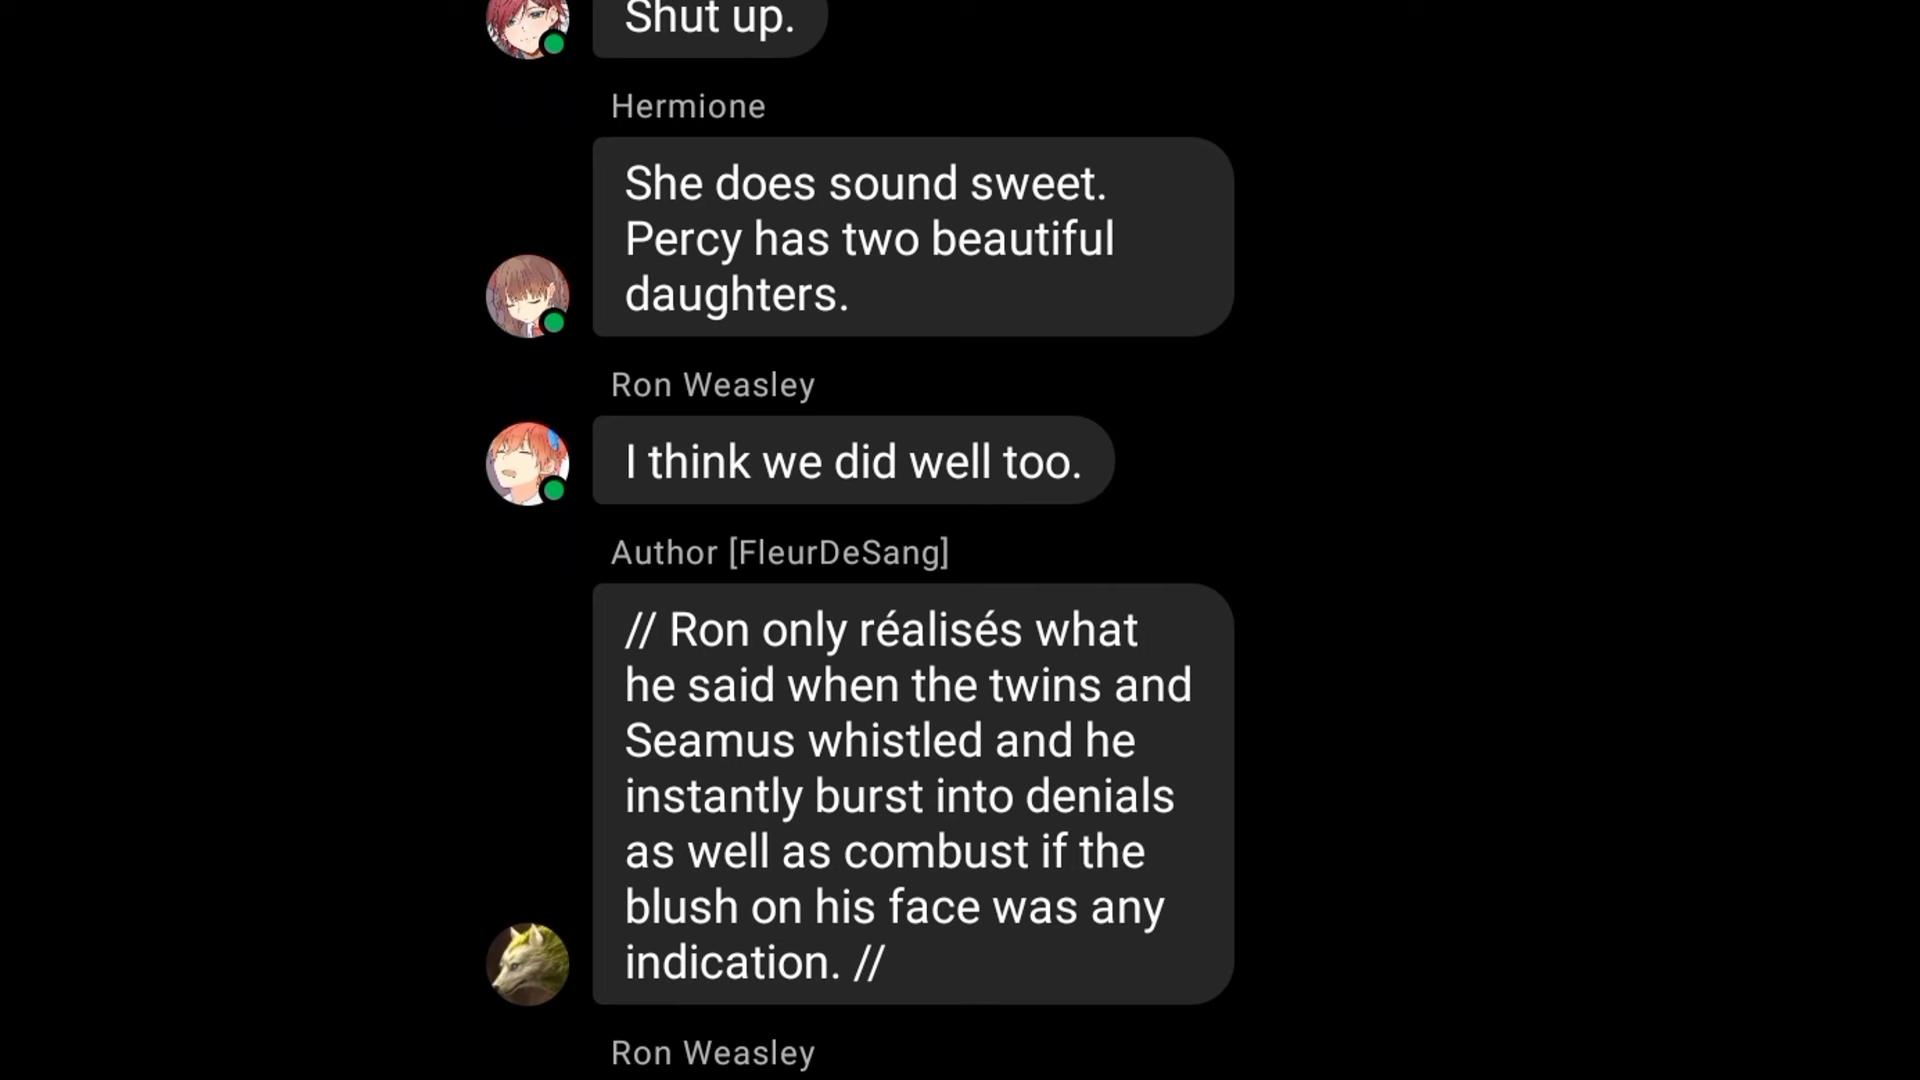 Shut up.
Hermione
She does sound sweet.
Percy has two beautiful
daughters.
Ron Weasley
I think we did well too.
Author [FleurDeSang]
// Ron only réalisés what
he said when the twins and
Seamus whistled and he
instantly burst into denials
as well as combust if the
blush on his face was any
indication. //
Ron Weasley